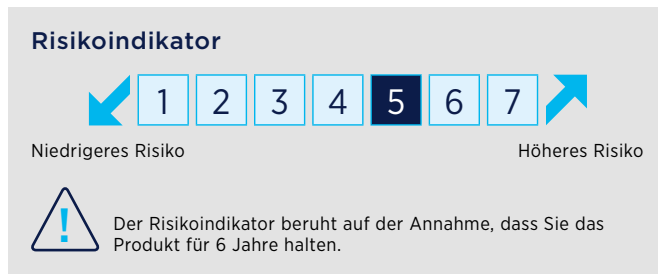 Risikoindikator
1 2 3 4 5 6 7
Niedrigeres Risiko Höheres Risiko
!
Der Risikoindikator beruht auf der Annahme, dass Sie das
Produkt für 6 Jahre halten.